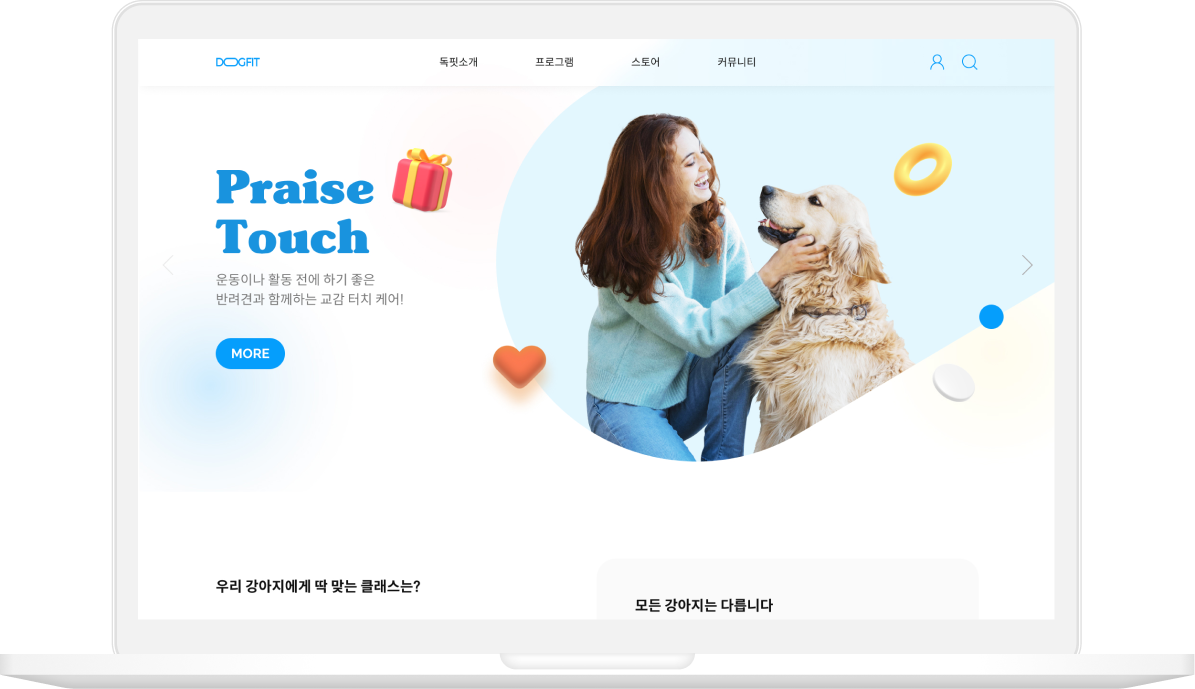 DOGFIT
독핏소개
프로그램
스토어
커뮤니티
Praise
Touch
운동이나 활동 전에 하기 좋은
반려견과 함께하는 교감 터치 케어!
MORE
우리 강아지에게 딱 맞는 클래스는?
모든 강아지는 다릅니다